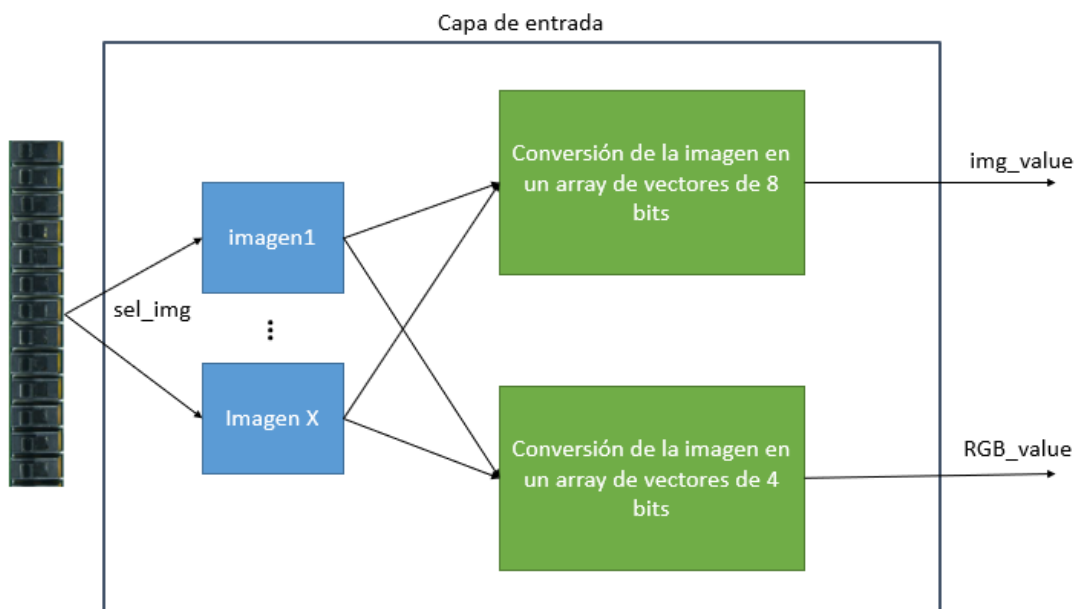 Capa de entrada
Conversión de la imagen en
un array de vectores de 8
bits
img_value
imagen1
sel_img
Imagen X
Conversión de la imagen en
un array de vectores de 4
bits
RGB_value